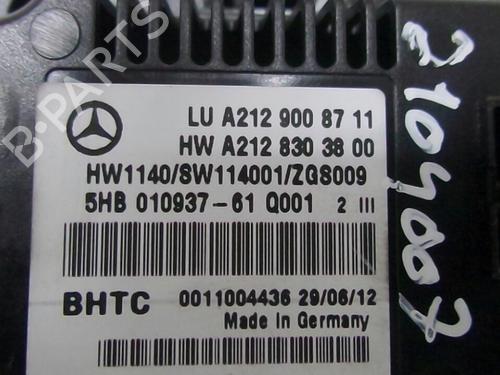 LU A212 900 87 11
HW A212 830 38 00
HW1140/SW114001/ZGS009
5HB 010937-61 Q001 2 III
BHTC 0011004436 29/06/12
Made in Germany
2104007
B-PARTS